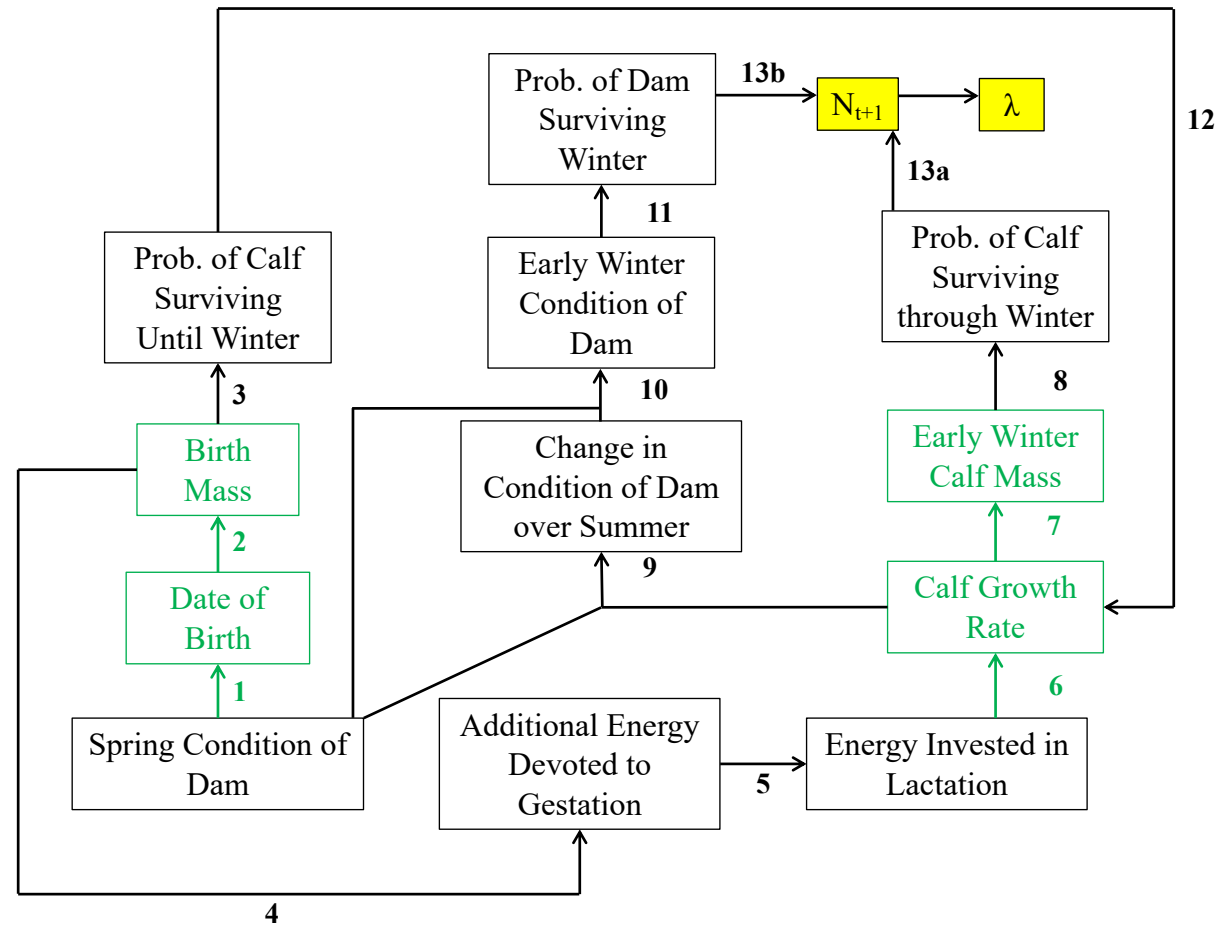 Prob. of Dam
Surviving
Winter
13b
N_{t+1}
λ
12
13a
11
Prob. of Calf
Surviving
Until Winter
Early Winter
Condition of
Dam
Prob. of Calf
Surviving
through Winter
3
10
8
Birth
Mass
Change in
Condition of Dam
over Summer
Early Winter
Calf Mass
2
9
7
Date of
Birth
Calf Growth
Rate
1
6
Spring Condition of
Dam
Additional Energy
Devoted to
Gestation
5
Energy Invested in
Lactation
4